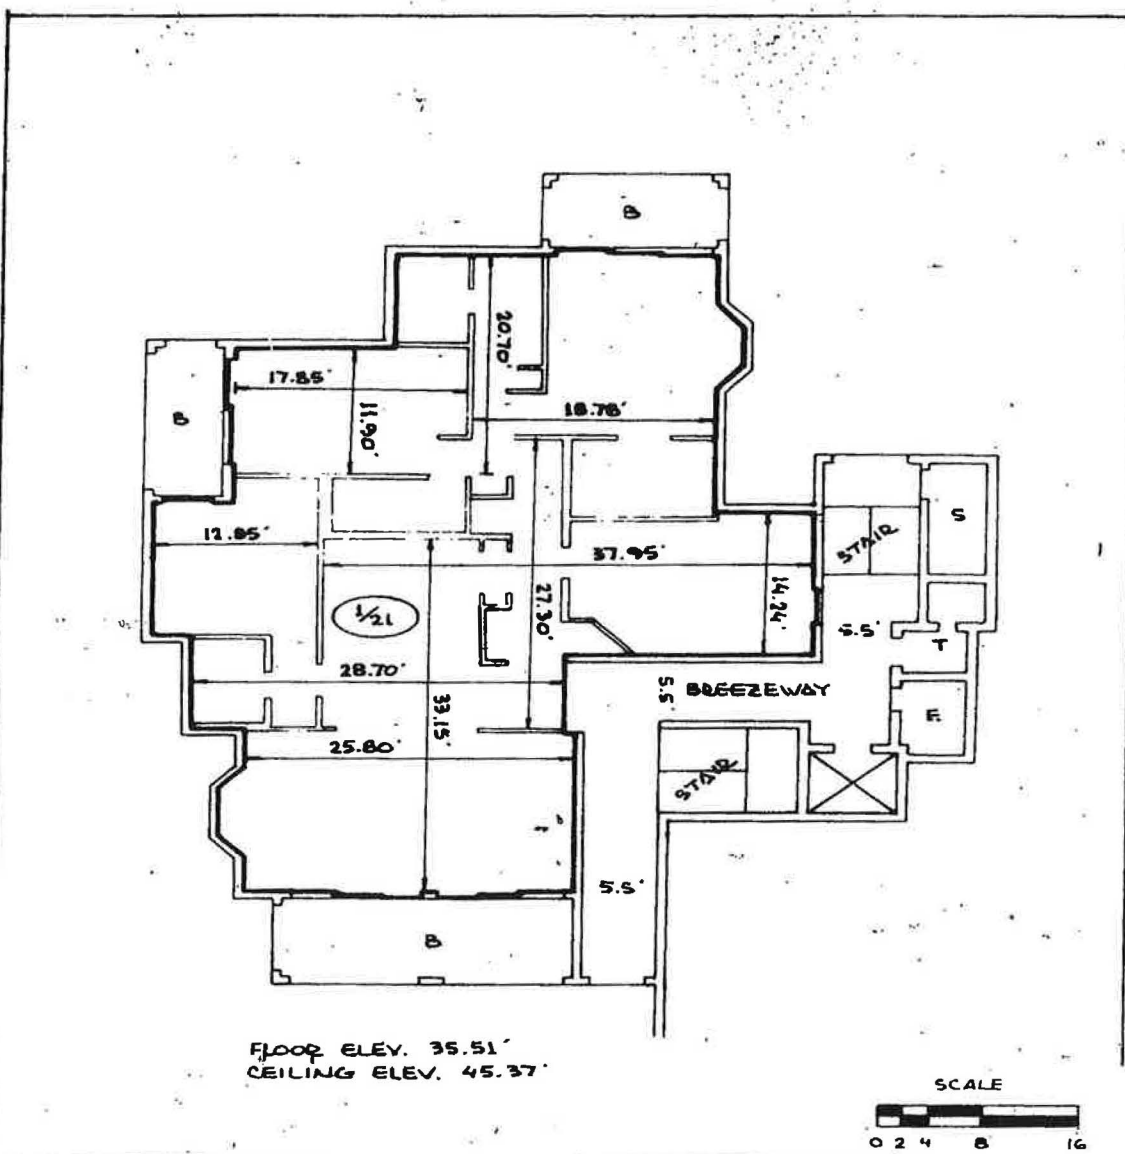 B
20.70'
17.85'
11.90'
B
18.78'
S
STAIR
12.85'
37.95'
14.24'
27.30'
1/21
5.5'
T
28.70'
5.5'
BREEZEWAY
E
33.15'
25.80'
STAIR
5.5'
B
FLOOR ELEV. 35.51'
CEILING ELEV. 45.37'
SCALE
0 2 4 8 16